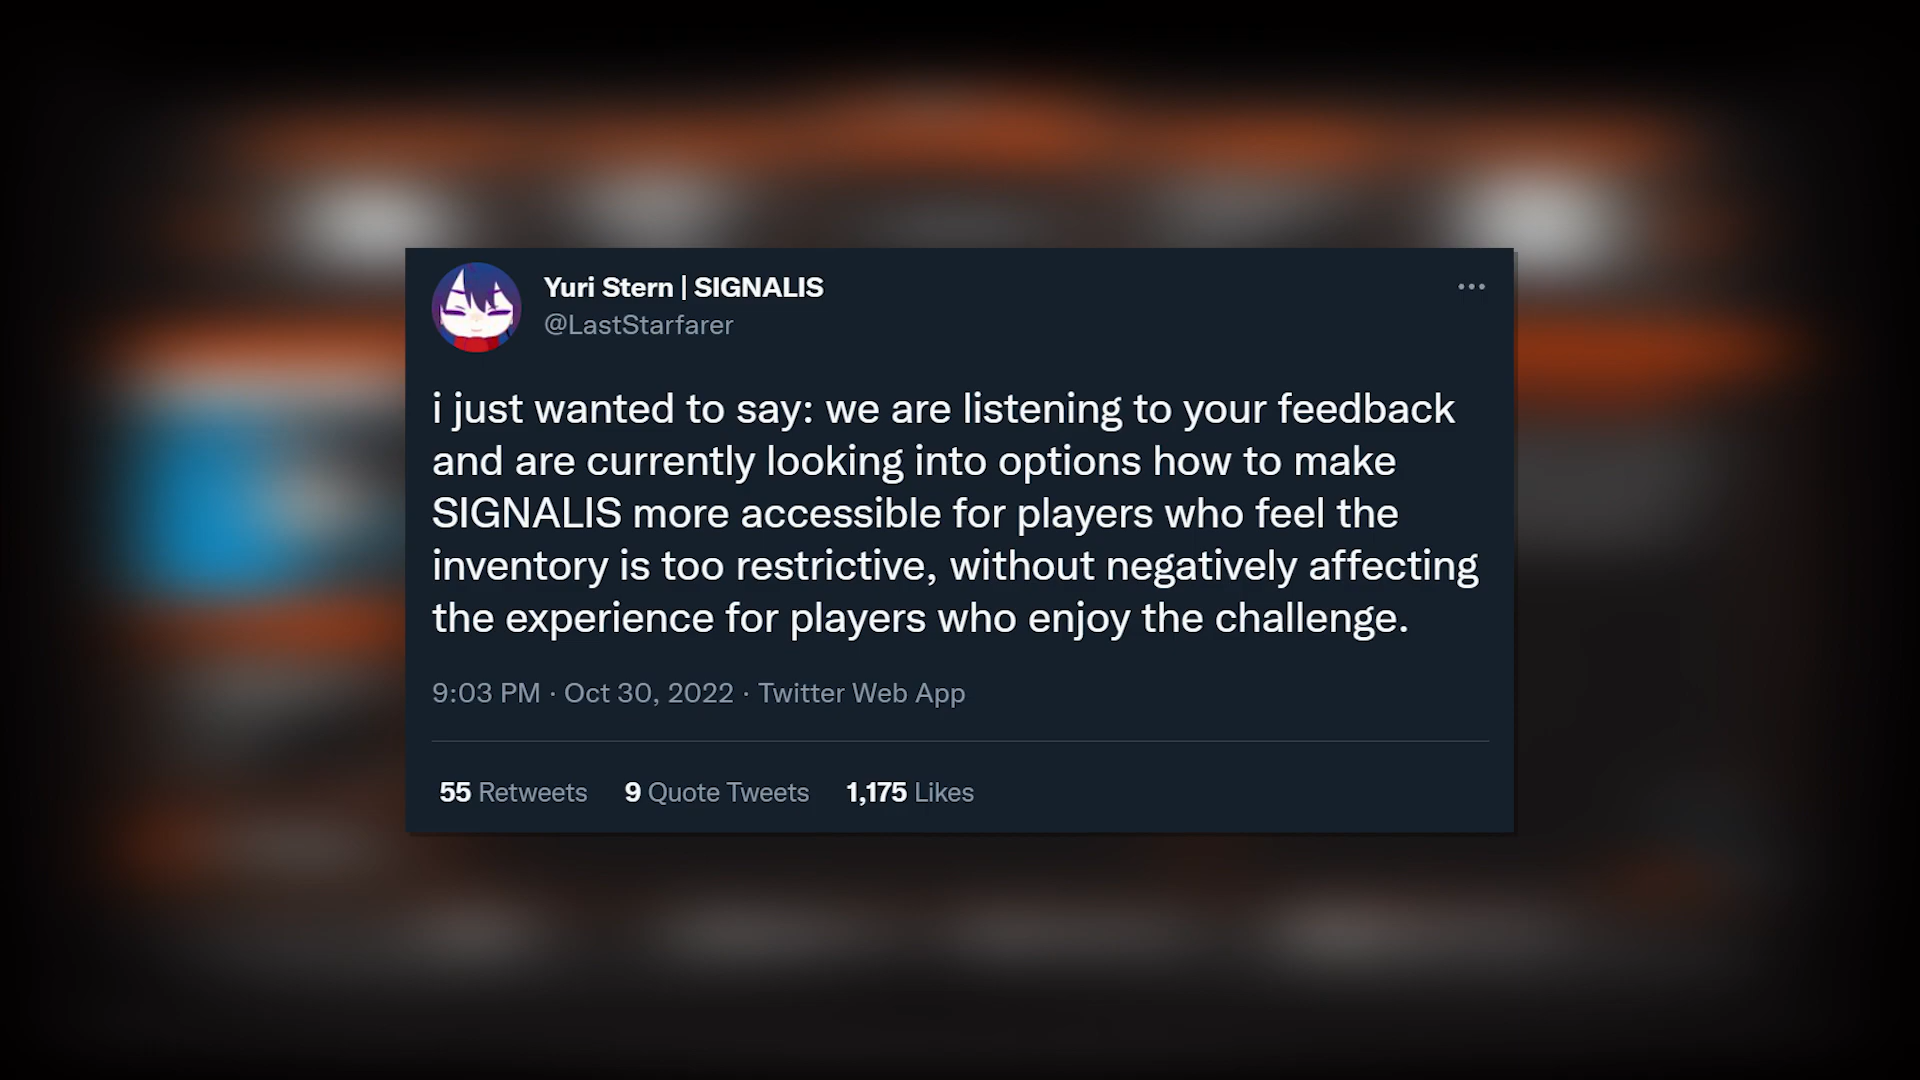 Yuri Stern | SIGNALIS
@LastStarfarer
i just wanted to say: we are listening to your feedback
and are currently looking into options how to make
SIGNALIS more accessible for players who feel the
inventory is too restrictive, without negatively affecting
the experience for players who enjoy the challenge.
9:03 PM · Oct 30, 2022 · Twitter Web App
55 Retweets 9 Quote Tweets 1,175 Likes